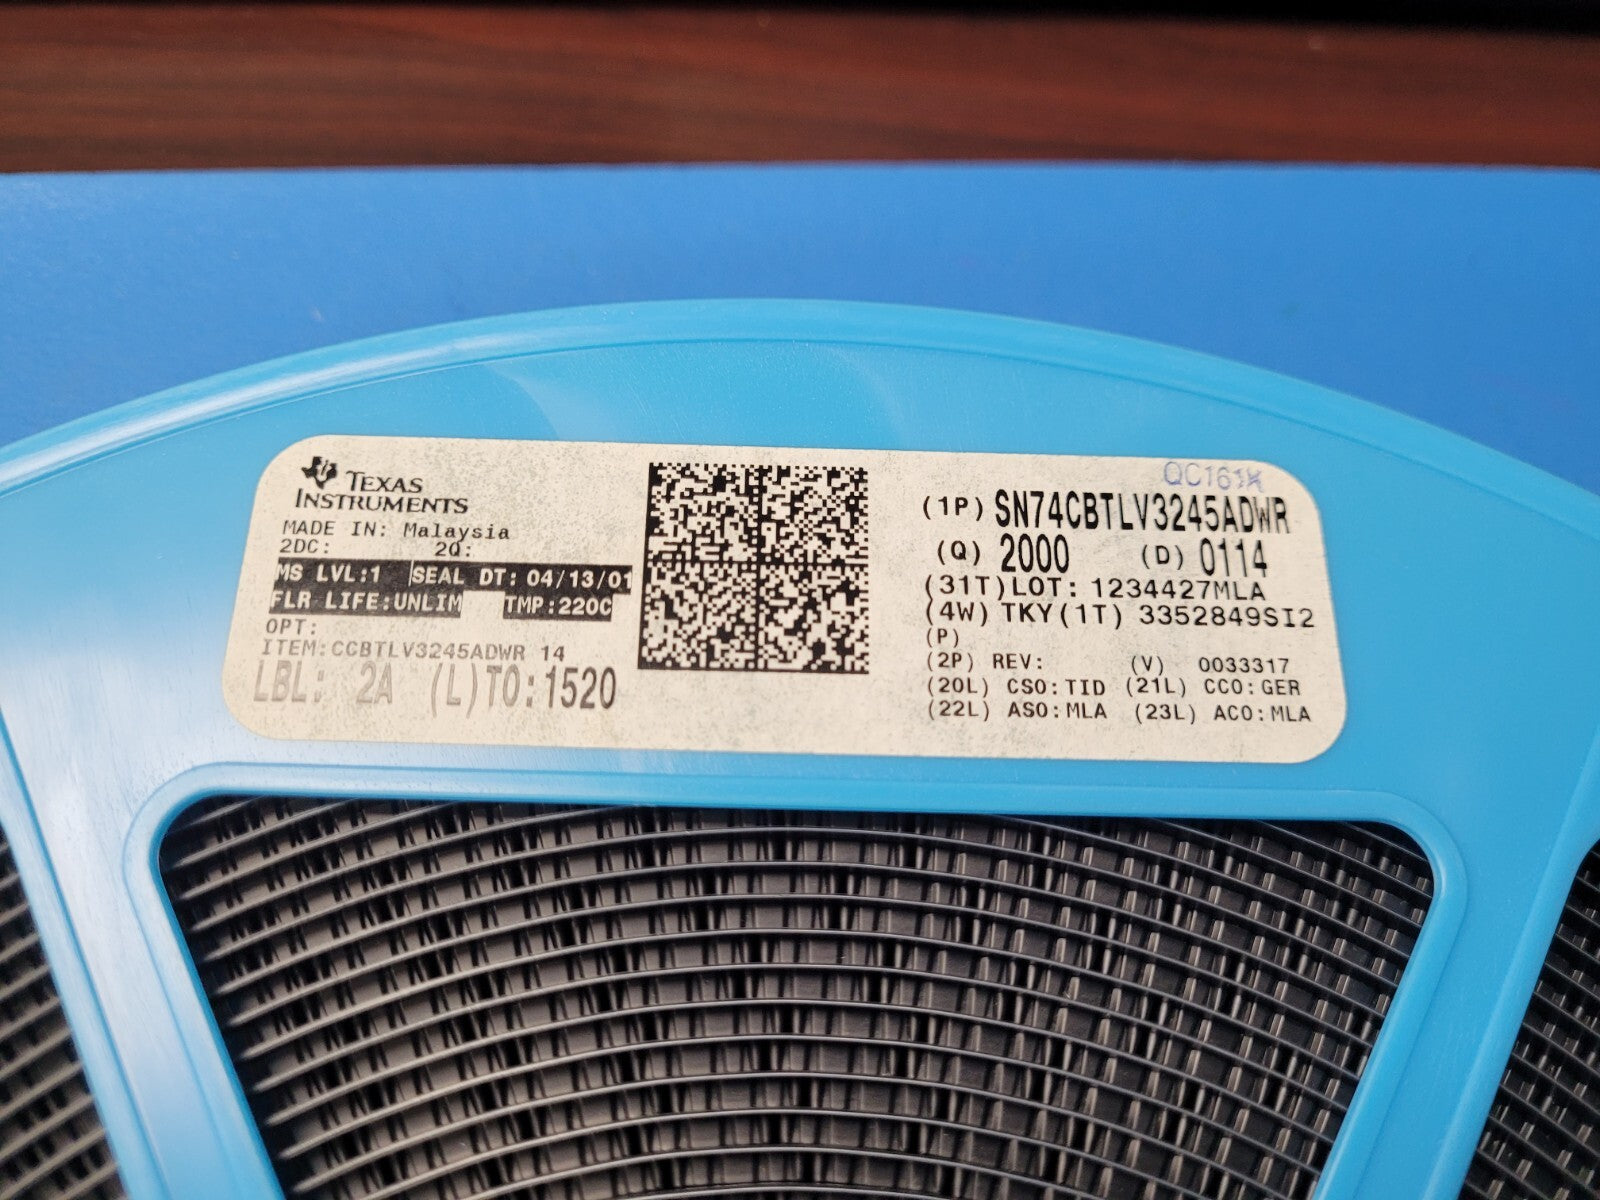 TEXAS
INSTRUMENTS
MADE IN: Malaysia
2DC: 2Q:
MS LVL:1 SEAL DT: 04/13/01
FLR LIFE:UNLIM TMP:220C
OPT:
ITEM:CCBTLV3245ADWR 14
LBL: 2A (L)TO:1520
QC161K
(1P) SN74CBTLV3245ADWR
(Q) 2000 (D) 0114
(31T)LOT: 1234427MLA
(4W) TKY(1T) 3352849SI2
(P)
(2P) REV: (V) 0033317
(20L) CSO:TID (21L) CCO:GER
(22L) ASO:MLA (23L) ACO:MLA